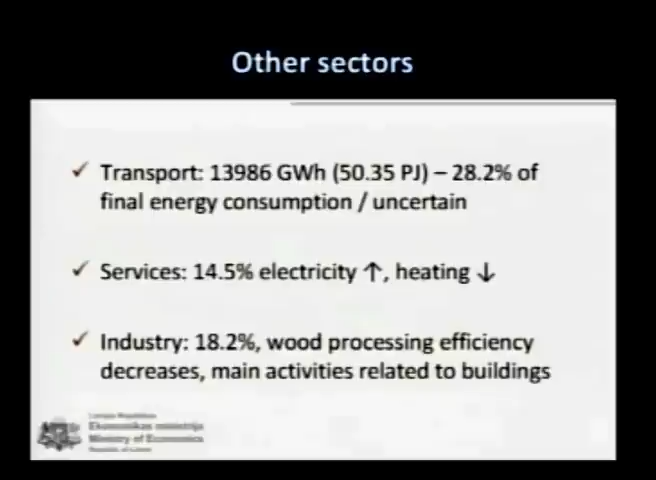 Other sectors
✓ Transport: 13986 GWh (50.35 PJ) – 28.2% of
final energy consumption / uncertain
✓ Services: 14.5% electricity ↑, heating ↓
✓ Industry: 18.2%, wood processing efficiency
decreases, main activities related to buildings
Ekonomikas ministrija
Ministry of Economics